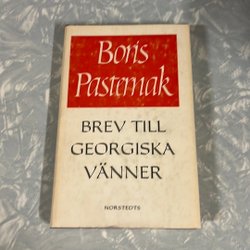 Boris
Pasternak
BREV TILL
GEORGISKA
VÄNNER
NORSTEDTS